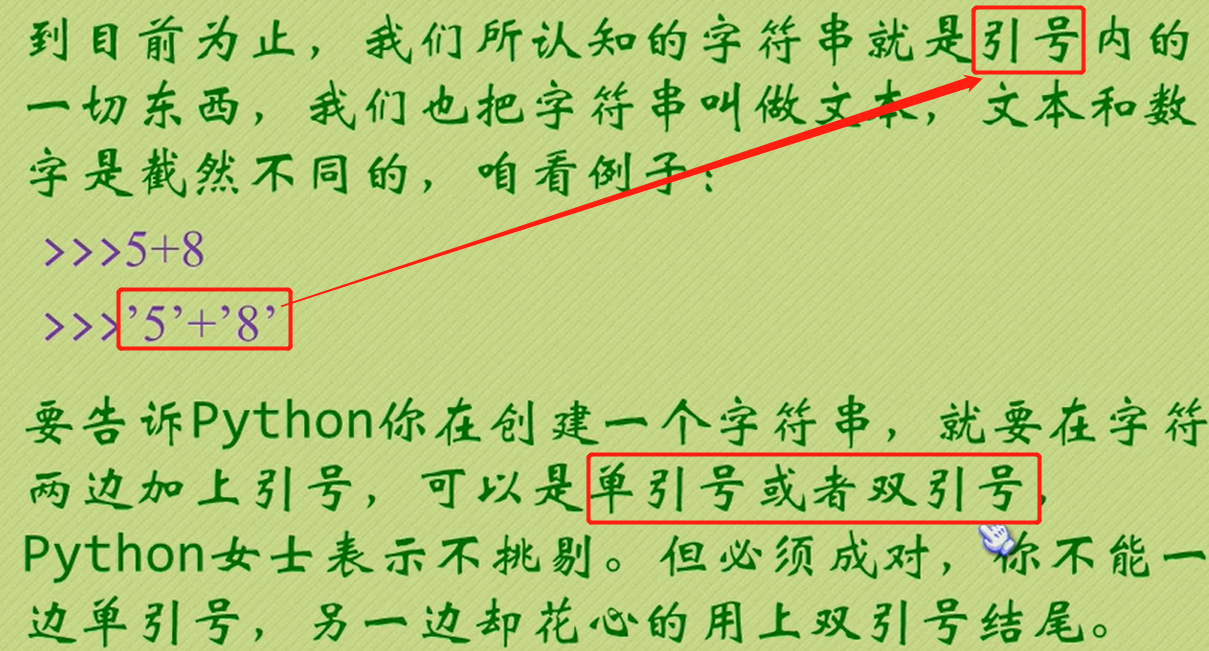 到目前为止，我们所认知的字符串就是引号内的
一切东西，我们也把字符串叫做文本，文本和数
字是截然不同的，咱看例子：
>>>5+8
>>>’5’+’8’
要告诉Python你在创建一个字符串，就要在字符
两边加上引号，可以是单引号或者双引号，
Python女士表示不挑剔。但必须成对，你不能一
边单引号，另一边却花心的用上双引号结尾。